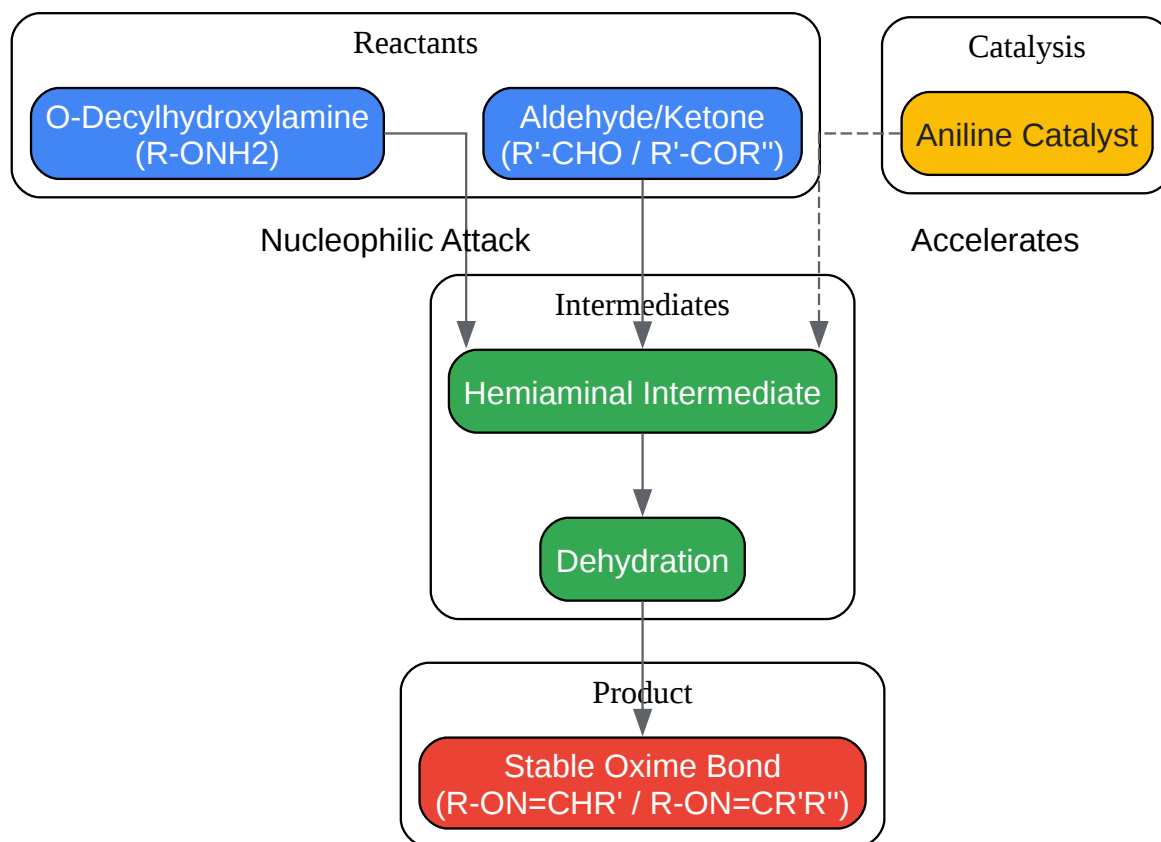 Reactants
Catalysis
O-Decylhydroxylamine
(R-ONH2)
Aldehyde/Ketone
(R'-CHO / R'-COR'')
Aniline Catalyst
Nucleophilic Attack
Accelerates
Intermediates
Hemiaminal Intermediate
Dehydration
Product
Stable Oxime Bond
(R-ON=CHR' / R-ON=CR'R'')